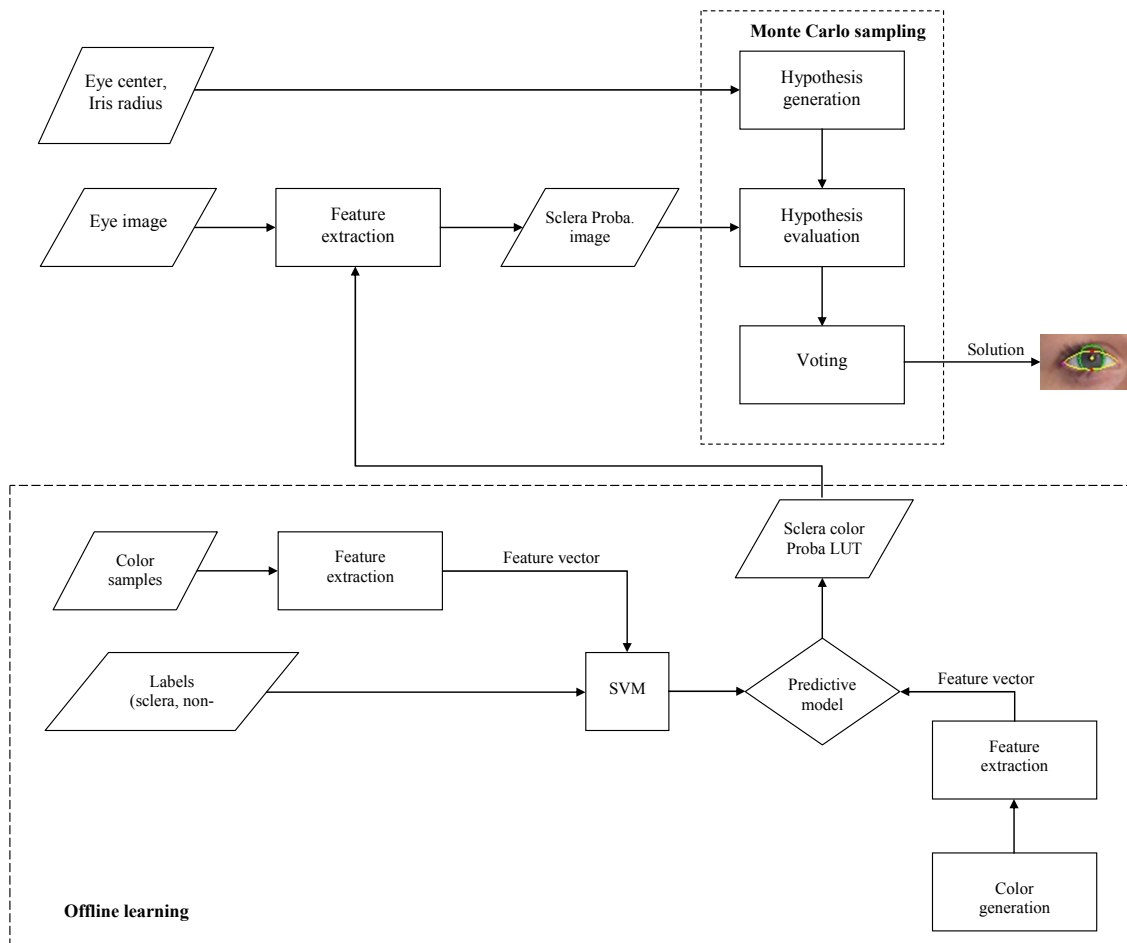 Monte Carlo sampling
Eye center,
Iris radius
Hypothesis
generation
Eye image
Feature
extraction
Sclera Proba.
image
Hypothesis
evaluation
Voting
Solution
Sclera color
Proba LUT
Color
samples
Feature
extraction
Feature vector
Labels
(sclera, non-
SVM
Predictive
model
Feature vector
Feature
extraction
Color
generation
Offline learning